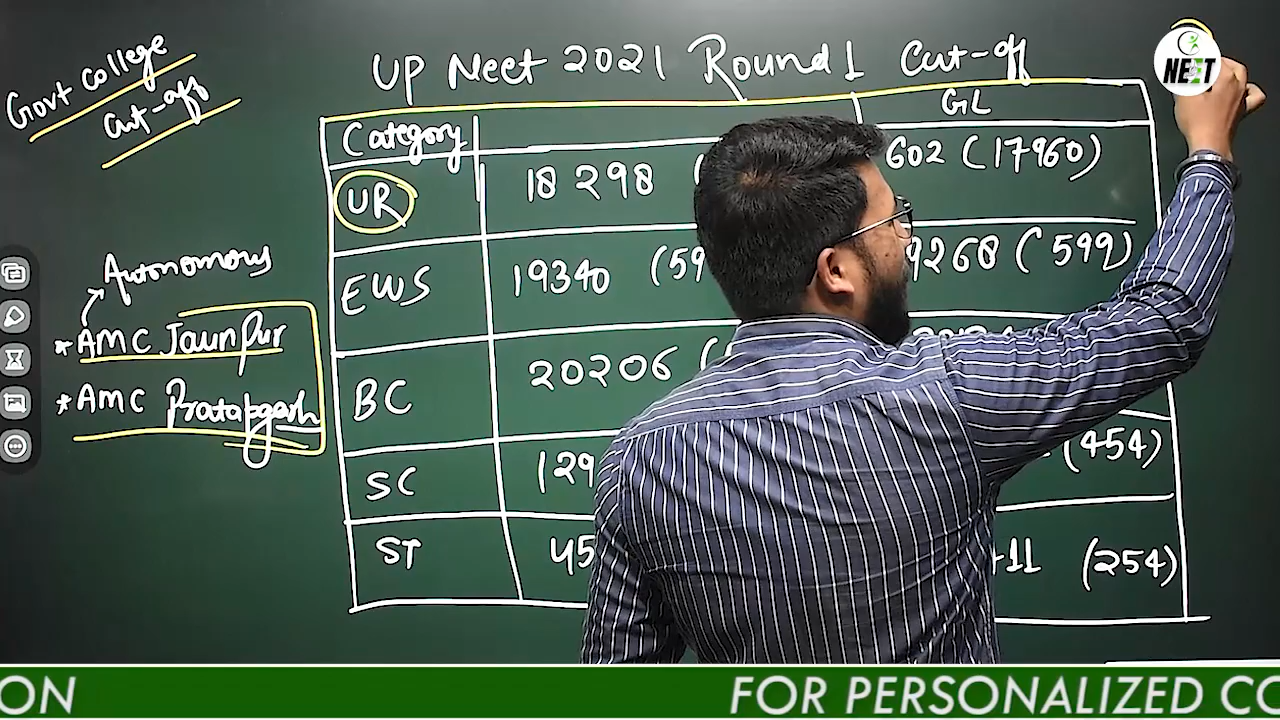 Govt College
Cut-off
UP Neet 2021 Round 1 Cut-off
NEET
Category
GL
UR
18298 (
602 (17960)
EWS
19340 (59
9268 (599)
BC
20206 (
SC
129
(454)
ST
45
11 (254)
Autonomous
*AMC Jaunpur
*AMC Pratapgarh
ON
FOR PERSONALIZED CO